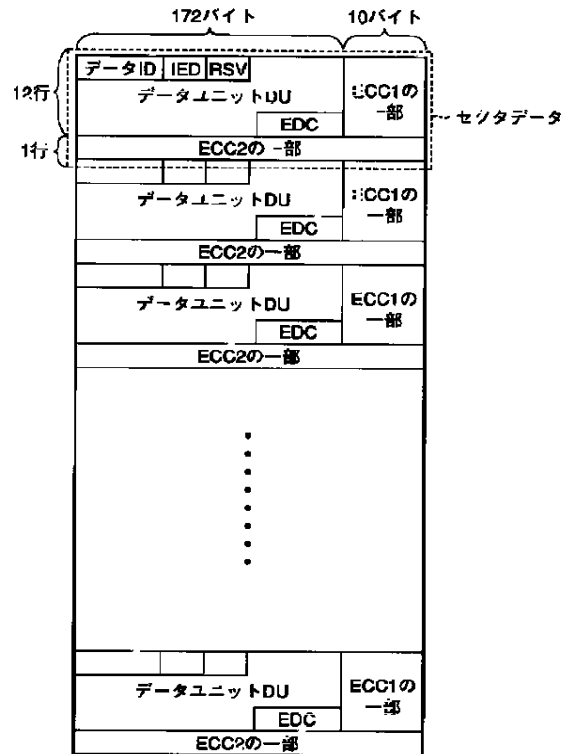 172バイト
10バイト
データID IED RSV
12行
データユニットDU
ECC1の
一部
セクタデータ
EDC
1行
ECC2の一部
データユニットDU
ECC1の
一部
EDC
ECC2の一部
データユニットDU
ECC1の
一部
EDC
ECC2の一部
データユニットDU
ECC1の
一部
EDC
ECC2の一部